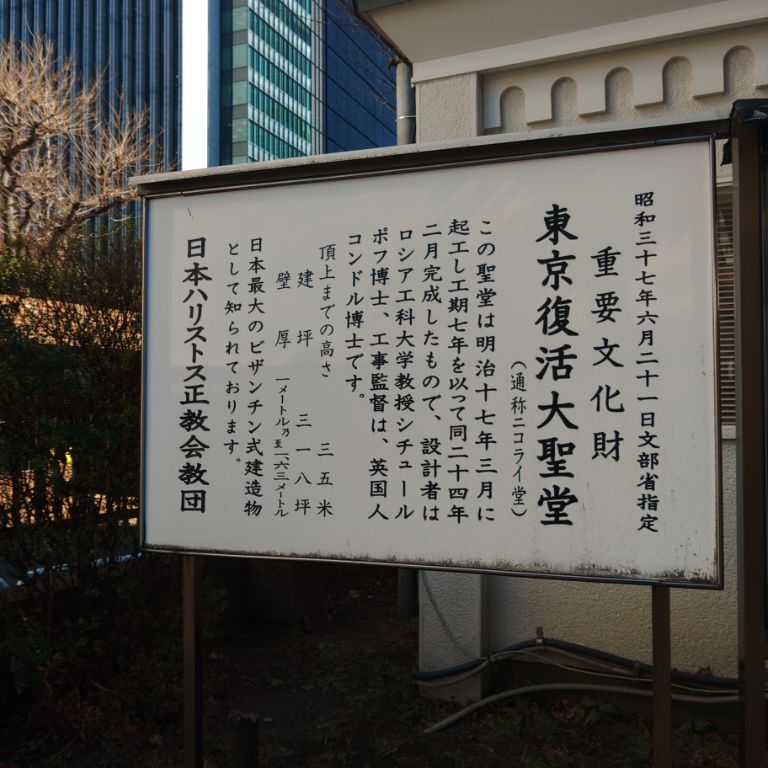 昭和三十七年六月二十一日文部省指定
重要文化財
東京復活大聖堂
(通称ニコライ堂)
この聖堂は明治十七年三月に
起工し工期七年を以って同二十四年
二月完成したもので、設計者は
ロシア工科大学教授シチュール
ポフ博士、工事監督は、英国人
コンドル博士です。
頂上までの高さ 三五米
建坪 三一八坪
壁厚 一メートル乃至一、六三メートル
日本最大のビザンチン式建造物
として知られております。
日本ハリストス正教会教団